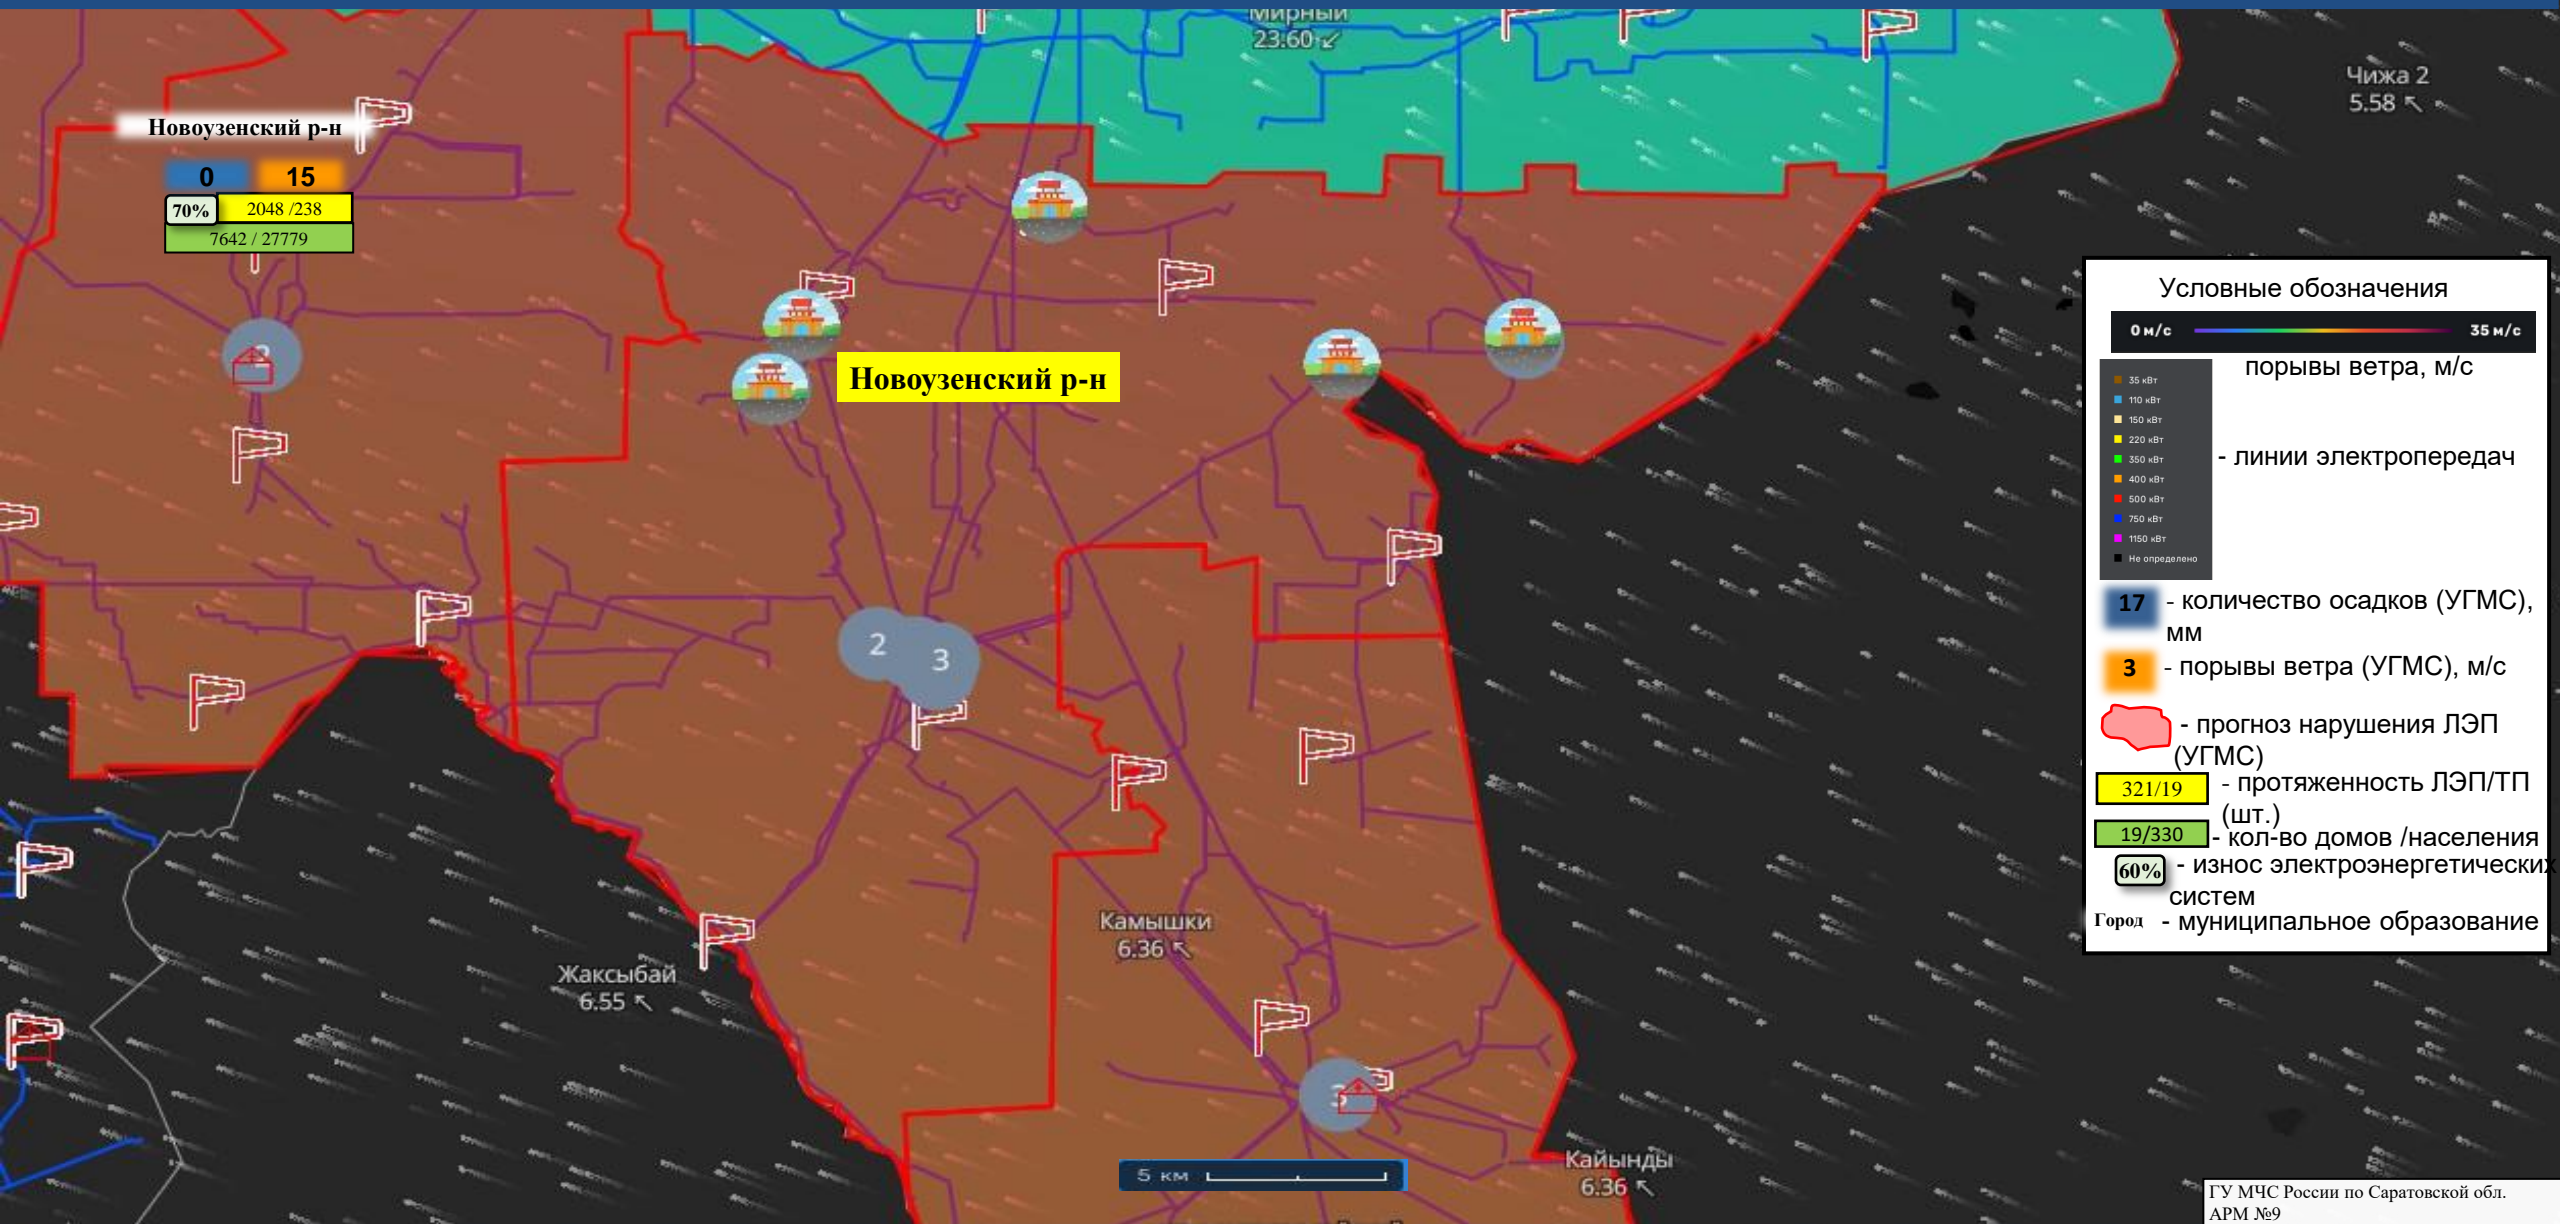 Мирный
23.60
Чижа 2
5.58
Новоузенский р-н
0 15
70% 2048 /238
7642 / 27779
Новоузенский р-н
2 3
Камышки
6.36
Жаксыбай
6.55
3
Кайынды
6.36
5 км
Условные обозначения
0 м/с 35 м/с
порывы ветра, м/с
35 кВт
110 кВт
150 кВт
220 кВт
350 кВт
400 кВт
500 кВт
750 кВт
1150 кВт
Не определено
- линии электропередач
17 - количество осадков (УГМС),
мм
3 - порывы ветра (УГМС), м/с
- прогноз нарушения ЛЭП
(УГМС)
321/19 - протяженность ЛЭП/ТП
(шт.)
19/330 - кол-во домов /населения
60% - износ электроэнергетических
систем
Город - муниципальное образование
ГУ МЧС России по Саратовской обл.
АРМ №9